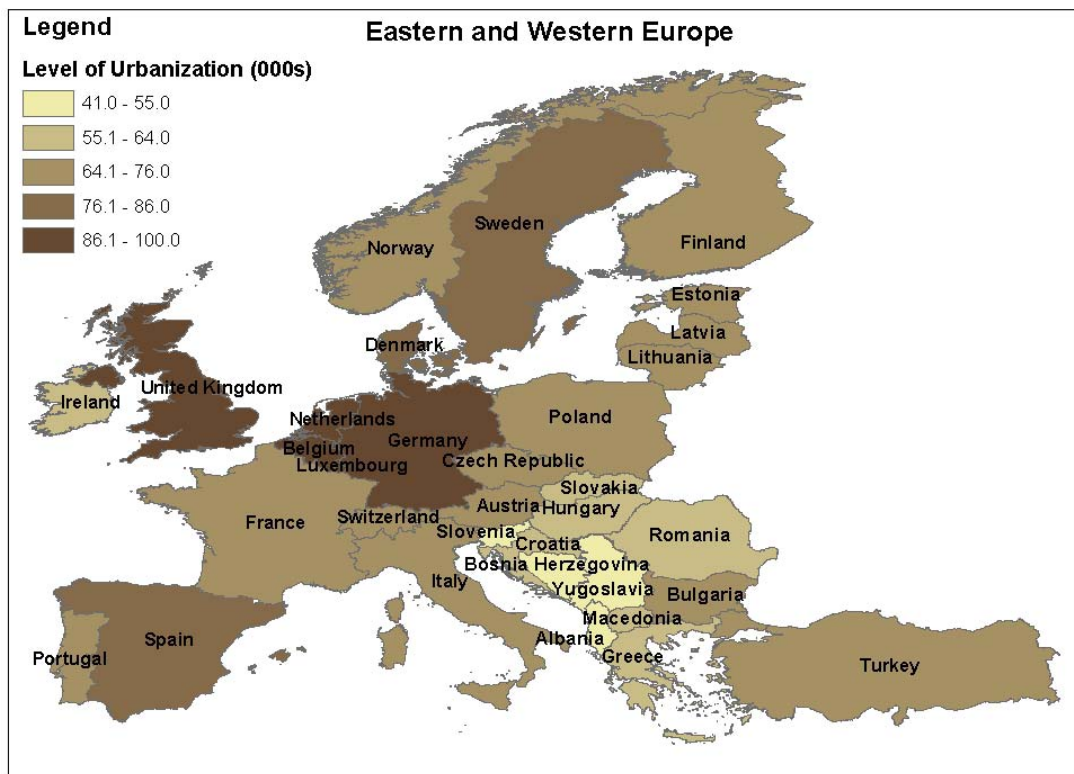 Legend
Eastern and Western Europe
Level of Urbanization (000s)
41.0 - 55.0
55.1 - 64.0
64.1 - 76.0
76.1 - 86.0
86.1 - 100.0
Sweden
Norway
Finland
Estonia
Latvia
Lithuania
Denmark
United Kingdom
Ireland
Netherlands
Poland
Germany
Belgium
Czech Republic
Luxembourg
Slovakia
Austria
Hungary
France
Switzerland
Slovenia
Croatia
Romania
Bosnia Herzegovina
Italy
Yugoslavia
Bulgaria
Macedonia
Albania
Spain
Portugal
Greece
Turkey